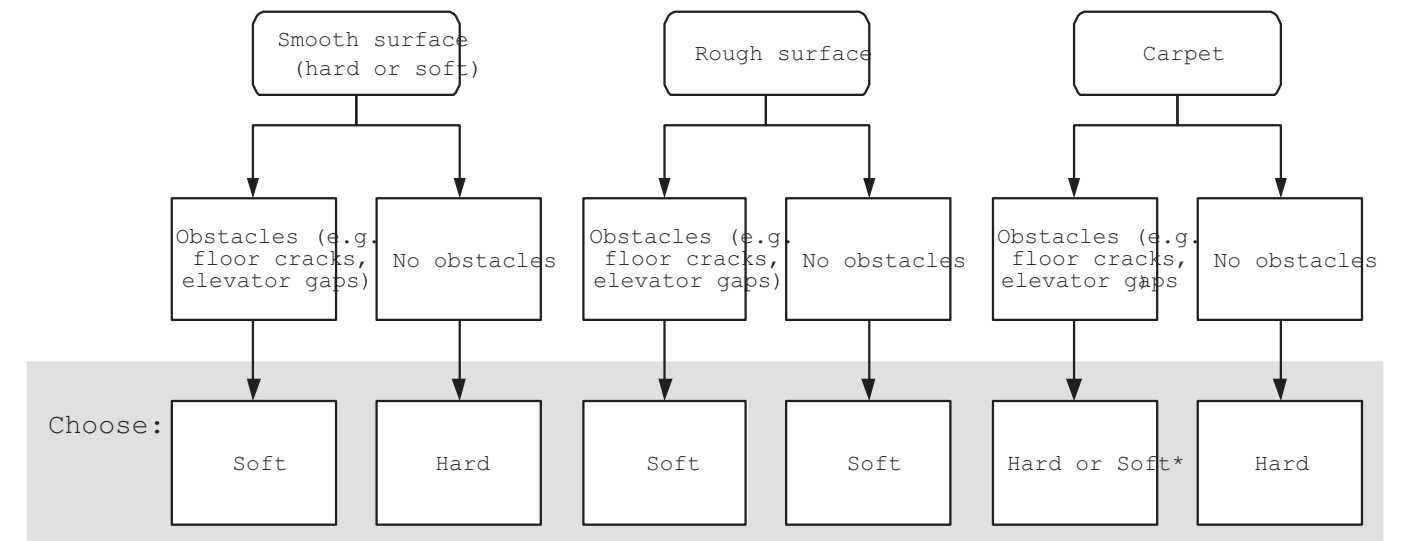 Smooth surface
(hard or soft)
Rough surface
Carpet
Obstacles (e.g.
floor cracks,
elevator gaps)
No obstacles
Obstacles (e.g.
floor cracks,
elevator gaps)
No obstacles
Obstacles (e.g.
floor cracks,
elevator gaps)
No obstacles
Choose:
Soft
Hard
Soft
Soft
Hard or Soft*
Hard